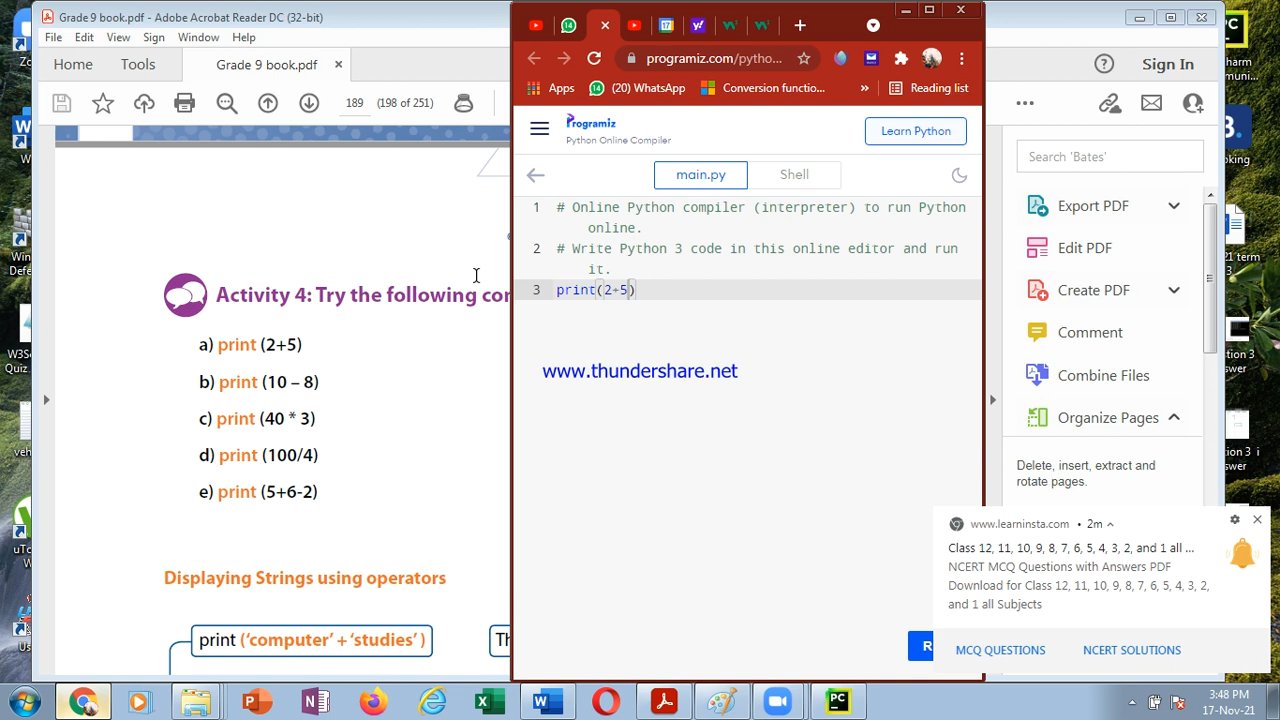 Grade 9 book.pdf - Adobe Acrobat Reader DC (32-bit)
File Edit View Sign Window Help
Home Tools Grade 9 book.pdf ×
189 (198 of 251)
Activity 4: Try the following
a) print (2+5)
b) print (10 – 8)
c) print (40 * 3)
d) print (100/4)
e) print (5+6-2)
Displaying Strings using operators
print ('computer' + 'studies' )
programiz.com/pytho...
Apps (20) WhatsApp Conversion functio... » Reading list
Programiz
Python Online Compiler
Learn Python
main.py Shell
1 # Online Python compiler (interpreter) to run Python
online.
2 # Write Python 3 code in this online editor and run
it.
3 print(2+5)
www.thundershare.net
Sign In
Search 'Bates'
Export PDF
Edit PDF
Create PDF
Comment
Combine Files
Organize Pages
Delete, insert, extract and
rotate pages.
www.learninsta.com • 2m
Class 12, 11, 10, 9, 8, 7, 6, 5, 4, 3, 2, and 1 all ...
NCERT MCQ Questions with Answers PDF
Download for Class 12, 11, 10, 9, 8, 7, 6, 5, 4, 3, 2,
and 1 all Subjects
MCQ QUESTIONS NCERT SOLUTIONS
3:48 PM
17-Nov-21